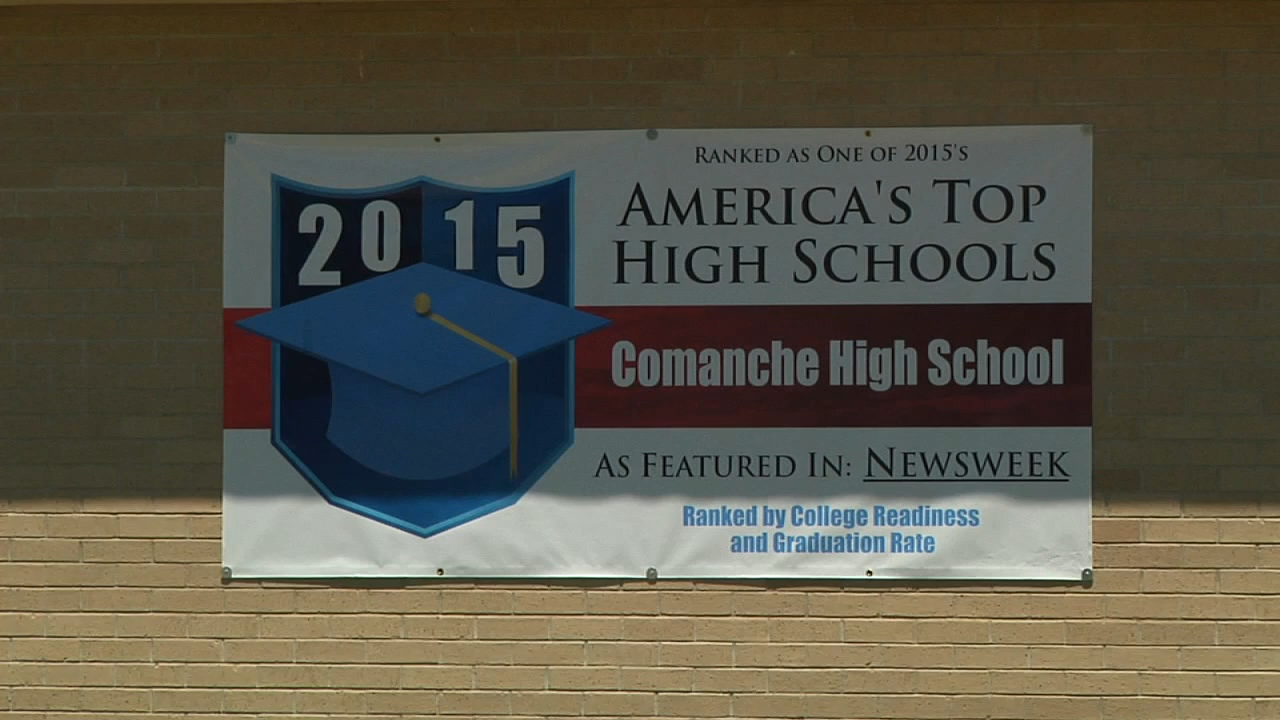 2015
RANKED AS ONE OF 2015'S
AMERICA'S TOP
HIGH SCHOOLS
Comanche High School
AS FEATURED IN: NEWSWEEK
Ranked by College Readiness
and Graduation Rate